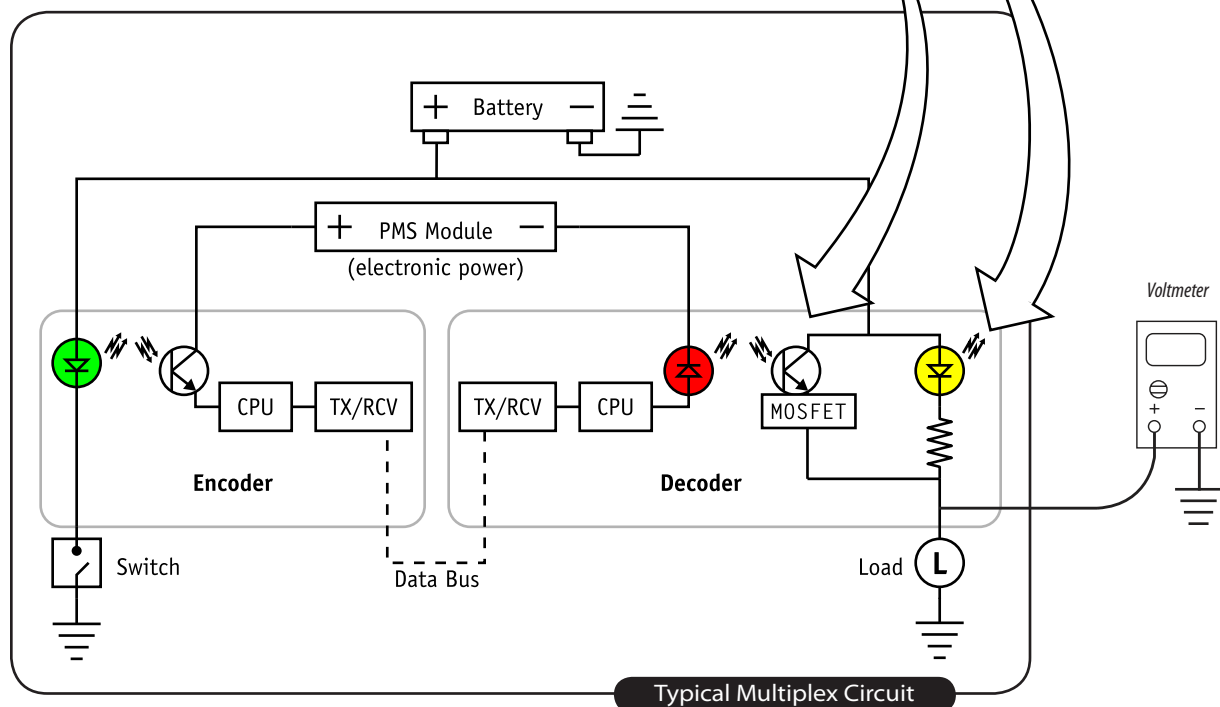 + Battery −
+ PMS Module −
(electronic power)
Voltmeter
+ −
CPU
TX/RCV
TX/RCV
CPU
MOSFET
Encoder
Decoder
Switch
Data Bus
Load
L
Typical Multiplex Circuit